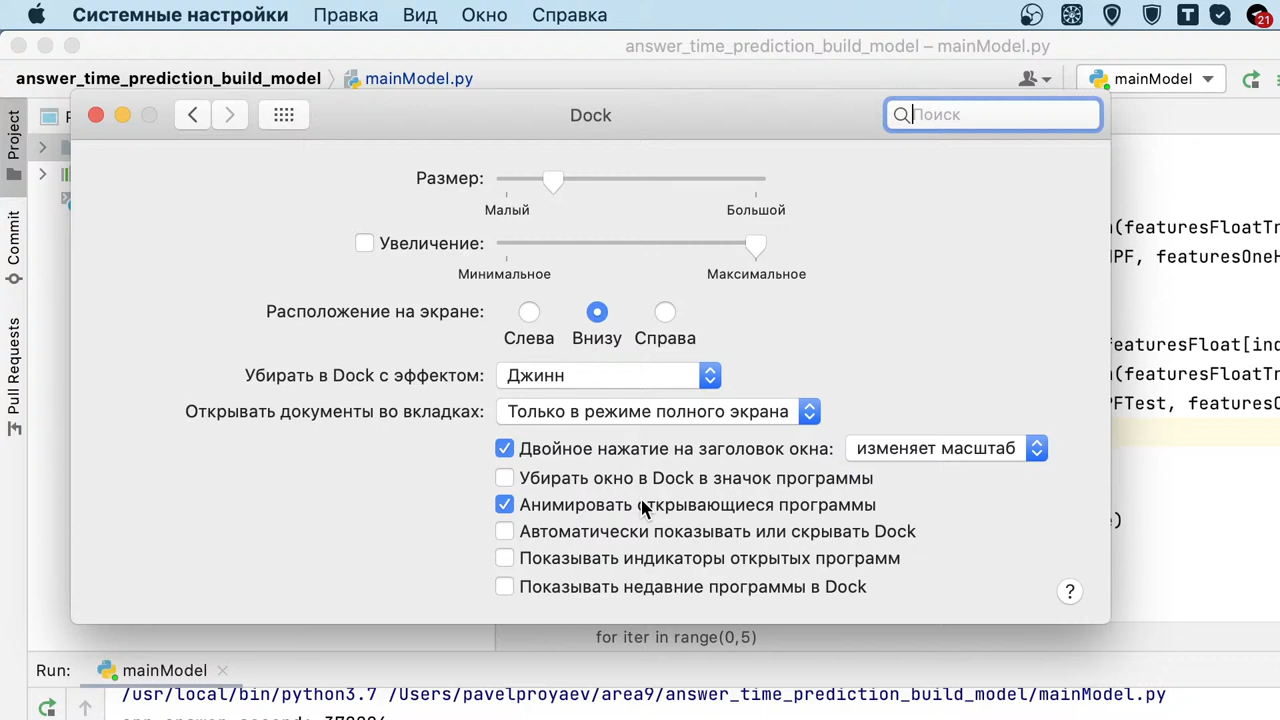 Системные настройки Правка Вид Окно Справка 21
answer_time_prediction_build_model – mainModel.py
answer_time_prediction_build_model mainModel.py mainModel
Project
Commit
Pull Requests
Dock
Поиск
Размер:
Малый Большой
Увеличение:
Минимальное Максимальное
Расположение на экране:
Слева Внизу Справа
Убирать в Dock с эффектом: Джинн
Открывать документы во вкладках: Только в режиме полного экрана
Двойное нажатие на заголовок окна: изменяет масштаб
Убирать окно в Dock в значок программы
Анимировать открывающиеся программы
Автоматически показывать или скрывать Dock
Показывать индикаторы открытых программ
Показывать недавние программы в Dock
?
(featuresFloatTr
PF, featuresOneH
featuresFloat[ind
(featuresFloatTr
PFTest, features
)
for iter in range(0,5)
Run: mainModel
/usr/local/bin/python3.7 /Users/pavelproyaev/area9/answer_time_prediction_build_model/mainModel.py